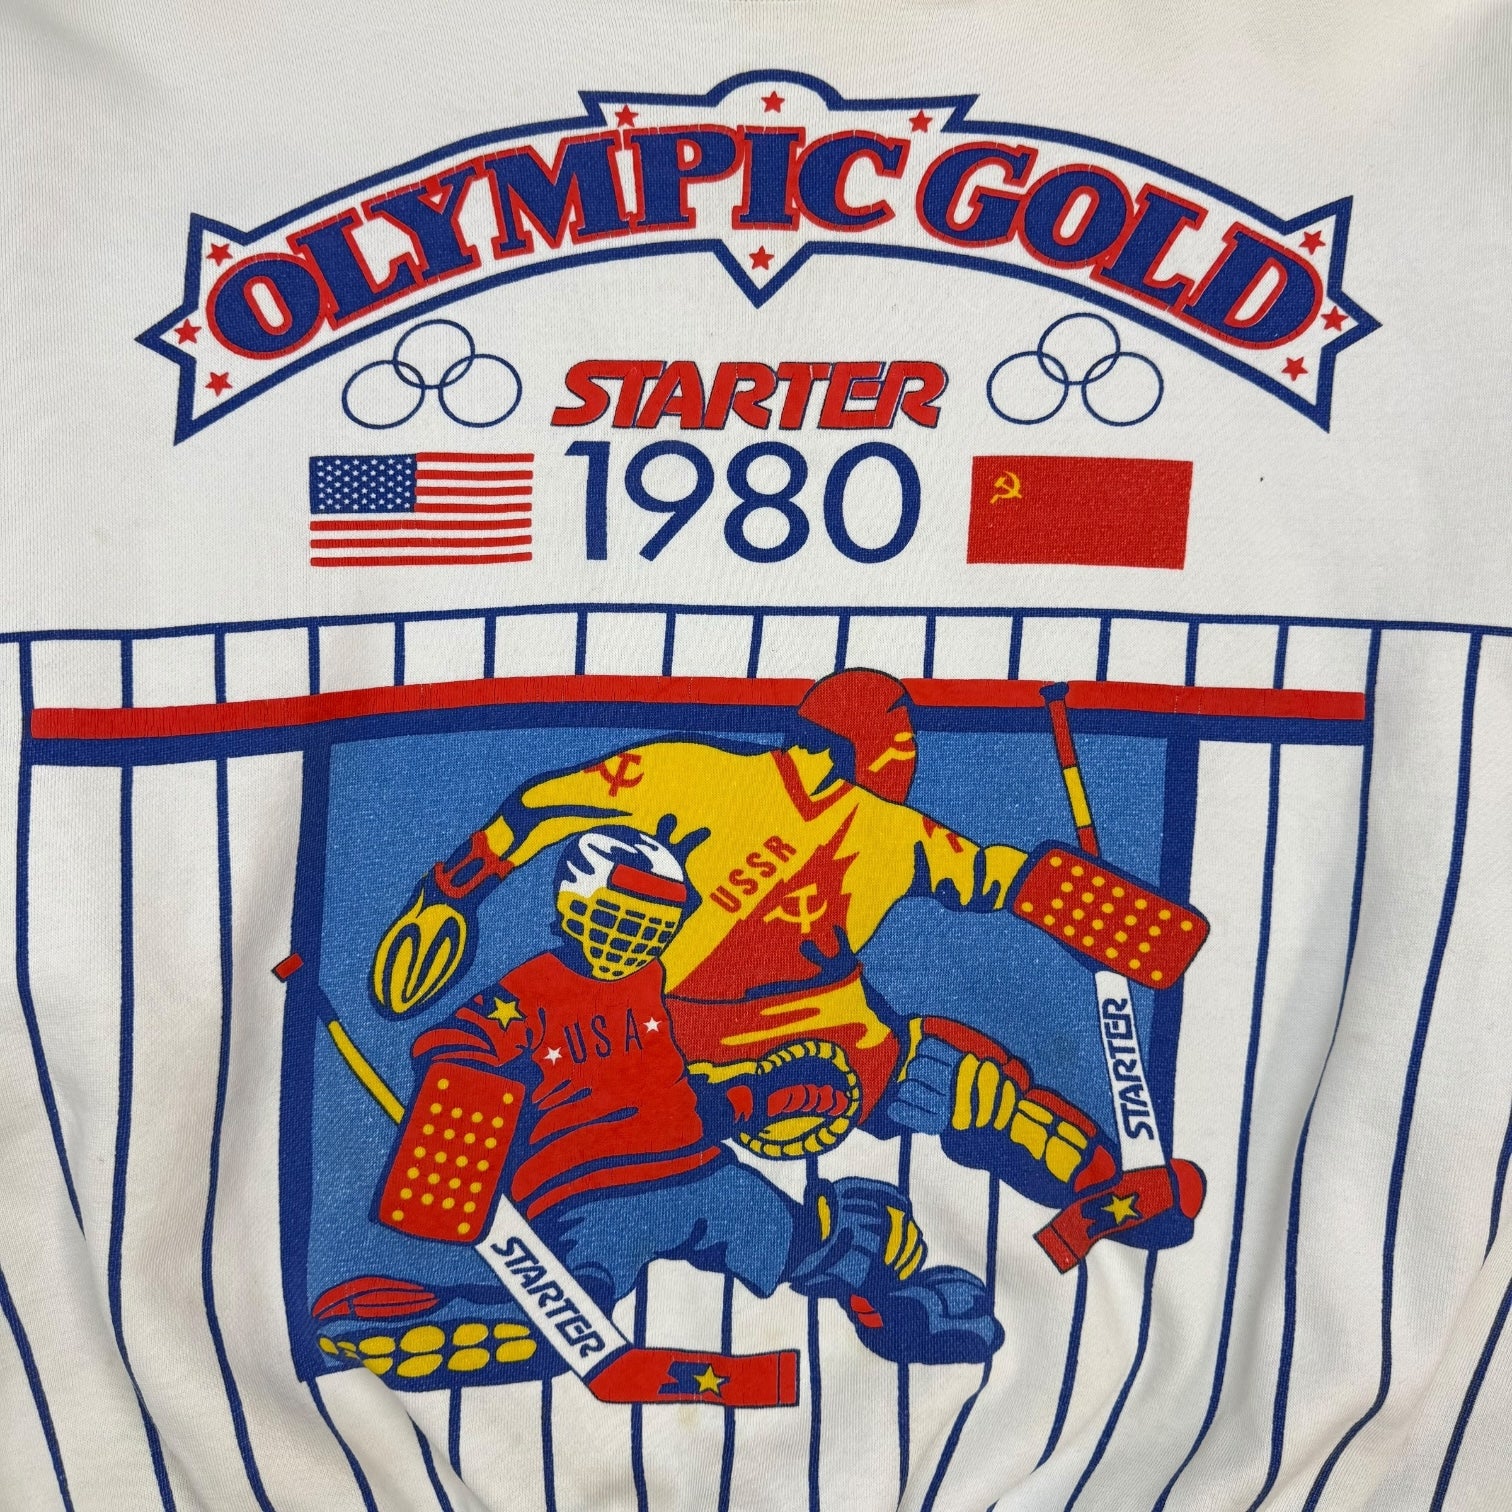 OLYMPIC GOLD
STARTER
1980
USSR
USA
STARTER
STARTER